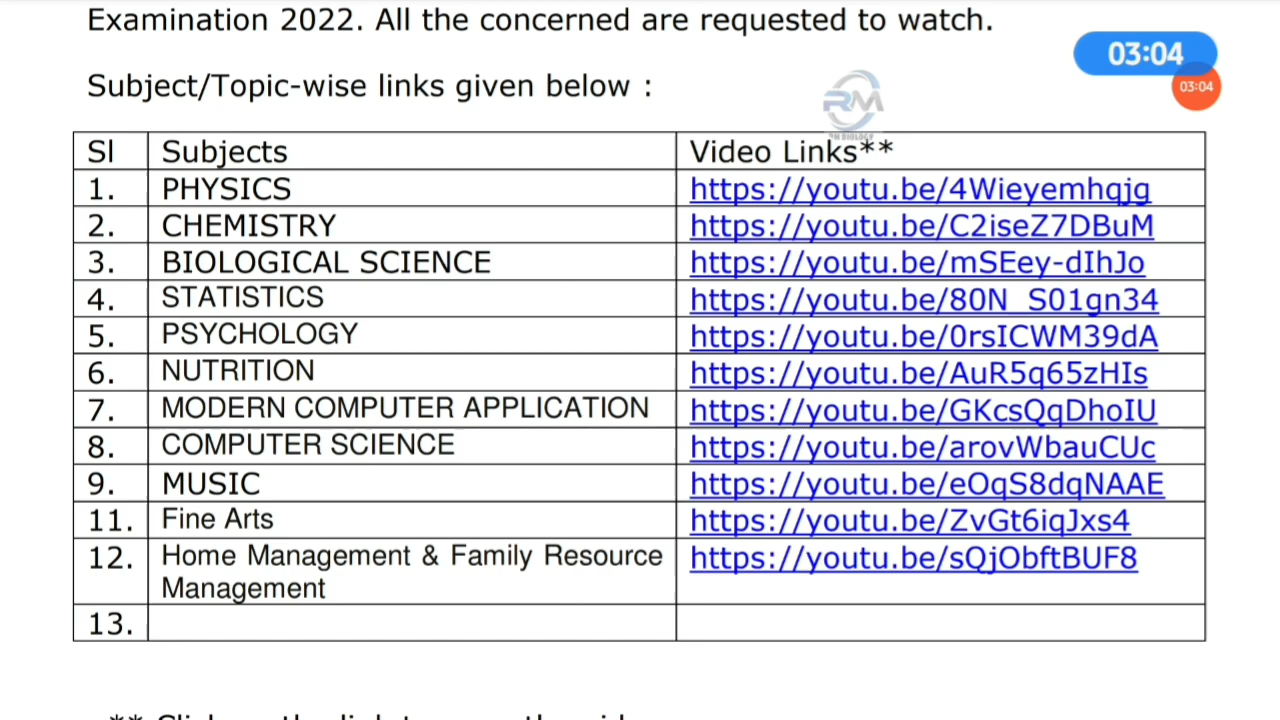 Examination 2022. All the concerned are requested to watch.
03:04
03:04
Subject/Topic-wise links given below :
RM
RM BIOLOGY
Sl Subjects Video Links**
1. PHYSICS https://youtu.be/4Wieyemhqjg
2. CHEMISTRY https://youtu.be/C2iseZ7DBuM
3. BIOLOGICAL SCIENCE https://youtu.be/mSEey-dIhJo
4. STATISTICS https://youtu.be/80N_S01gn34
5. PSYCHOLOGY https://youtu.be/0rsICWM39dA
6. NUTRITION https://youtu.be/AuR5q65zHIs
7. MODERN COMPUTER APPLICATION https://youtu.be/GKcsQqDhoIU
8. COMPUTER SCIENCE https://youtu.be/arovWbauCUc
9. MUSIC https://youtu.be/eOqS8dqNAAE
11. Fine Arts https://youtu.be/ZvGt6iqJxs4
12. Home Management & Family Resource https://youtu.be/sQjObftBUF8
Management
13.